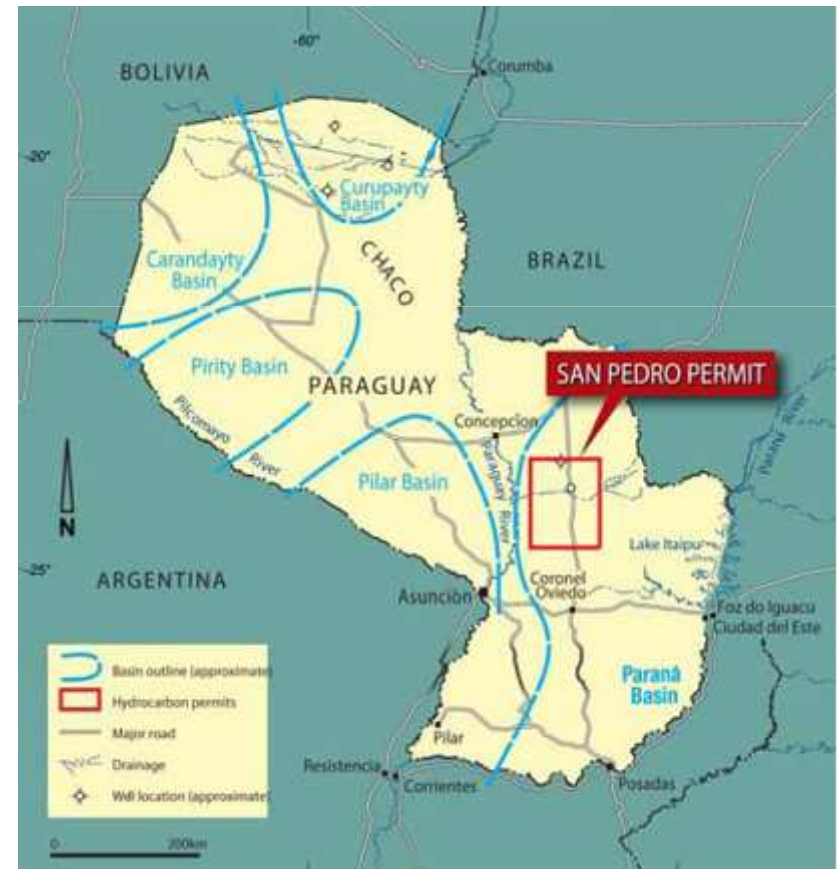 -60°
BOLIVIA
Corumba
-20°
Curupayty
Basin
CHACO
BRAZIL
Carandayty
Basin
Pirity Basin
SAN PEDRO PERMIT
PARAGUAY
Concepcion
Paraná River
Pilcomayo
River
Paraguay River
Pilar Basin
N
Lake Itaipu
-25°
ARGENTINA
Asunciòn
Coronel
Oviedo
Foz do Iguacu
Ciudad del Este
Paraná
Basin
Basin outline (approximate)
Hydrocarbon permits
Major road
Drainage
Well location (approximate)
Pilar
Resistencia
Corrientes
Posadas
0 200km